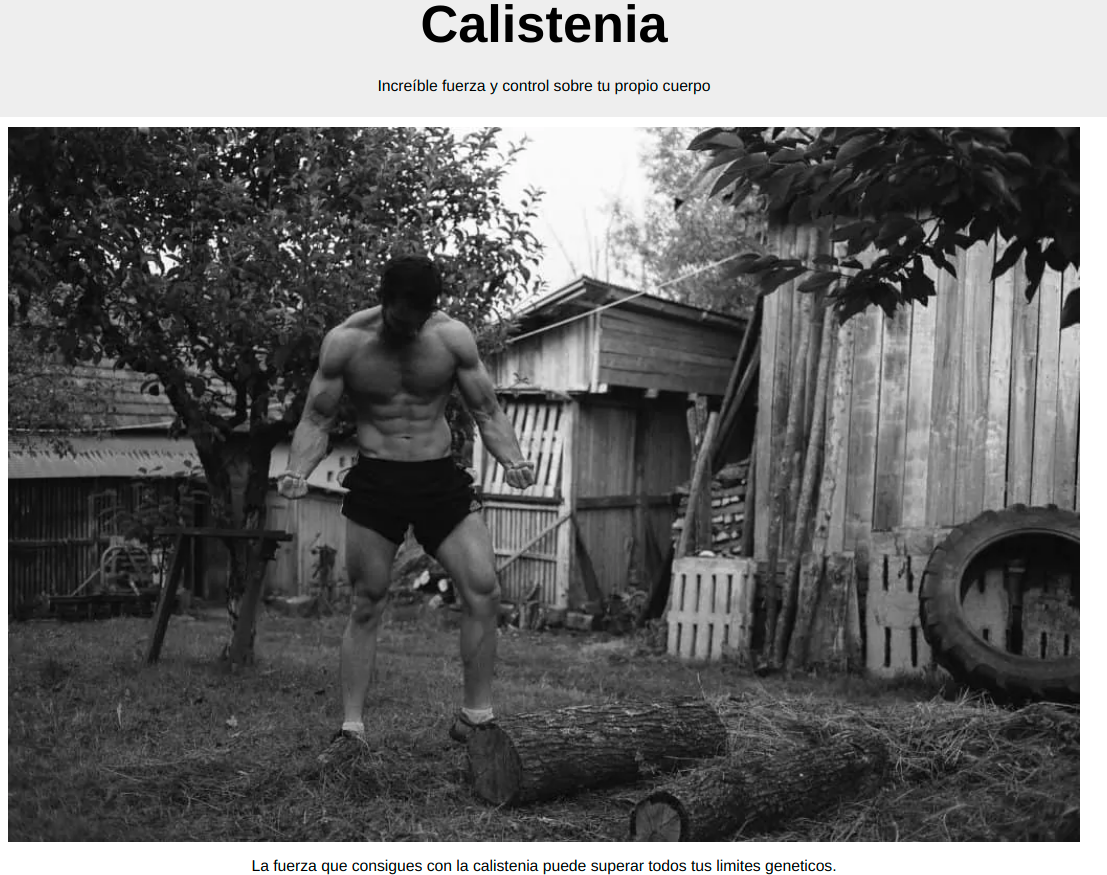 Calistenia
Increíble fuerza y control sobre tu propio cuerpo
La fuerza que consigues con la calistenia puede superar todos tus limites geneticos.